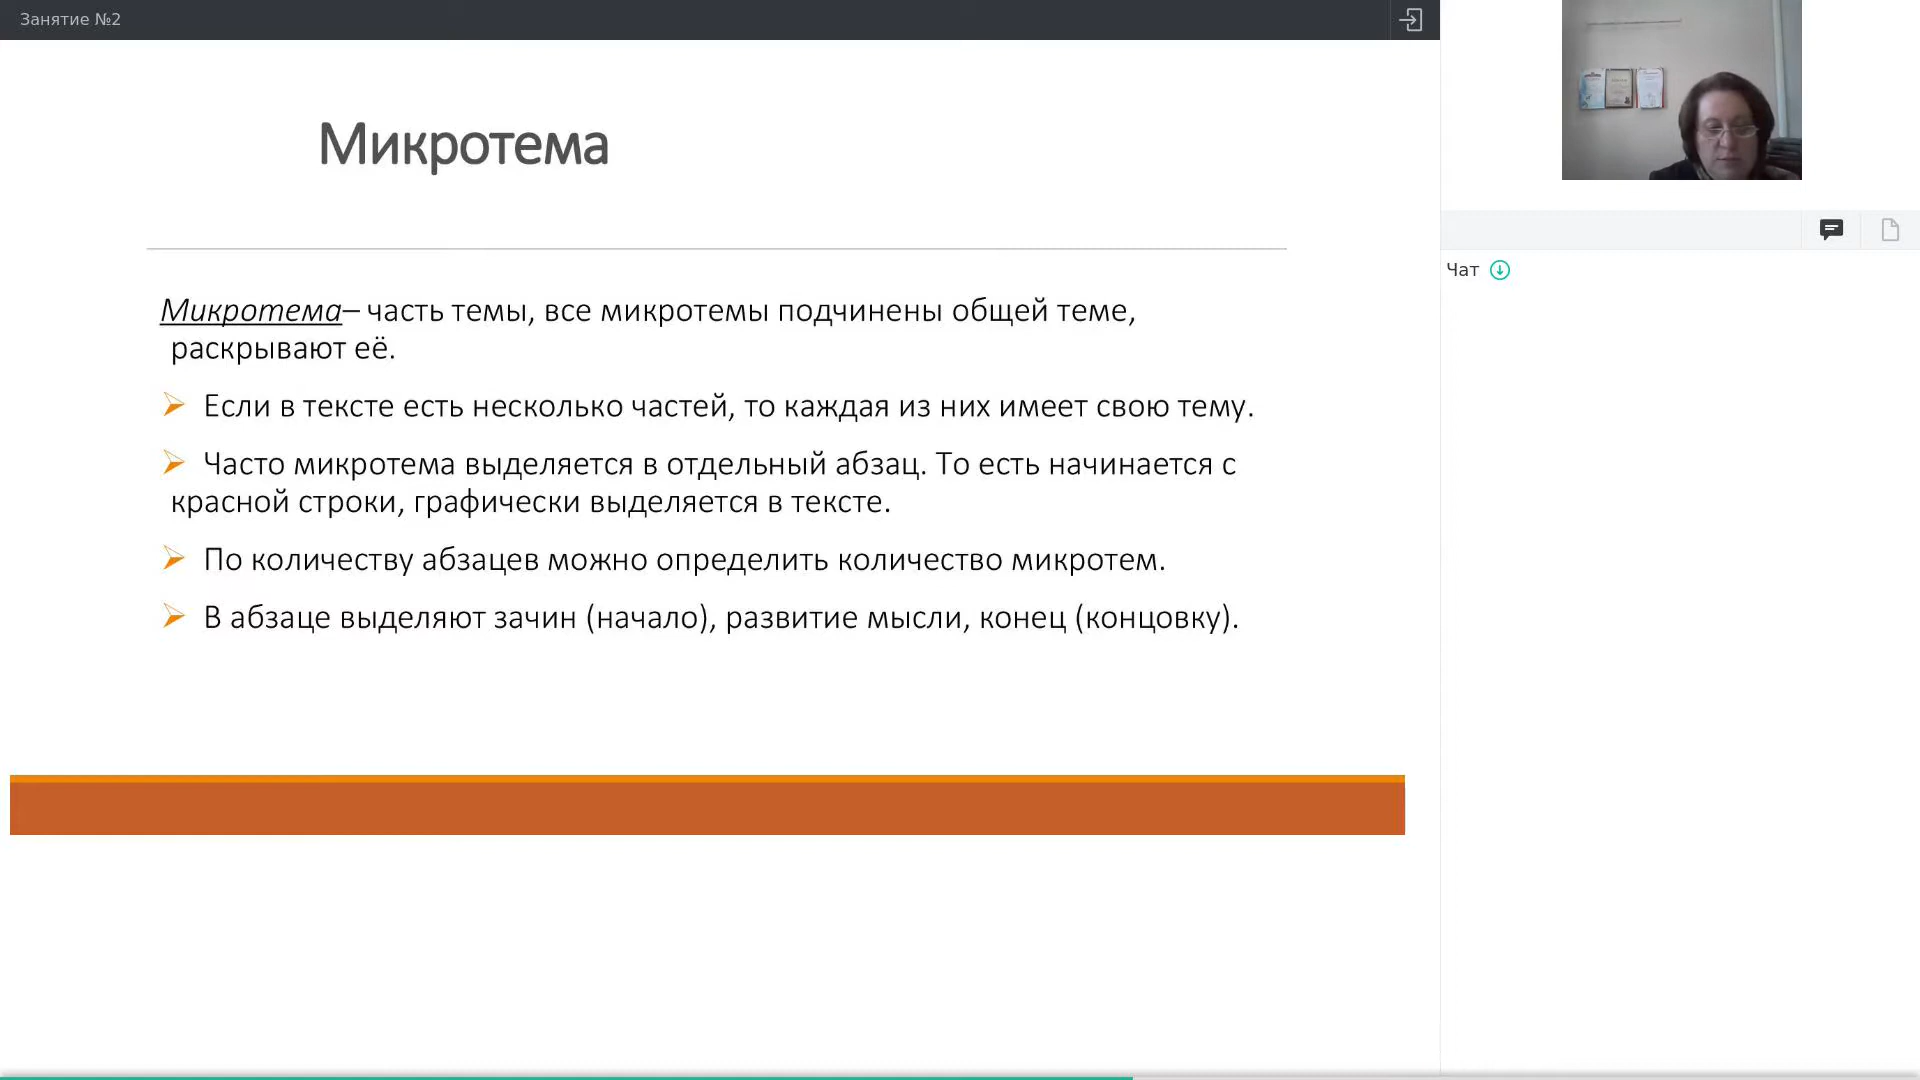 Занятие №2
Микротема
Микротема– часть темы, все микротемы подчинены общей теме,
раскрывают её.
Если в тексте есть несколько частей, то каждая из них имеет свою тему.
Часто микротема выделяется в отдельный абзац. То есть начинается с
красной строки, графически выделяется в тексте.
По количеству абзацев можно определить количество микротем.
В абзаце выделяют зачин (начало), развитие мысли, конец (концовку).
Чат